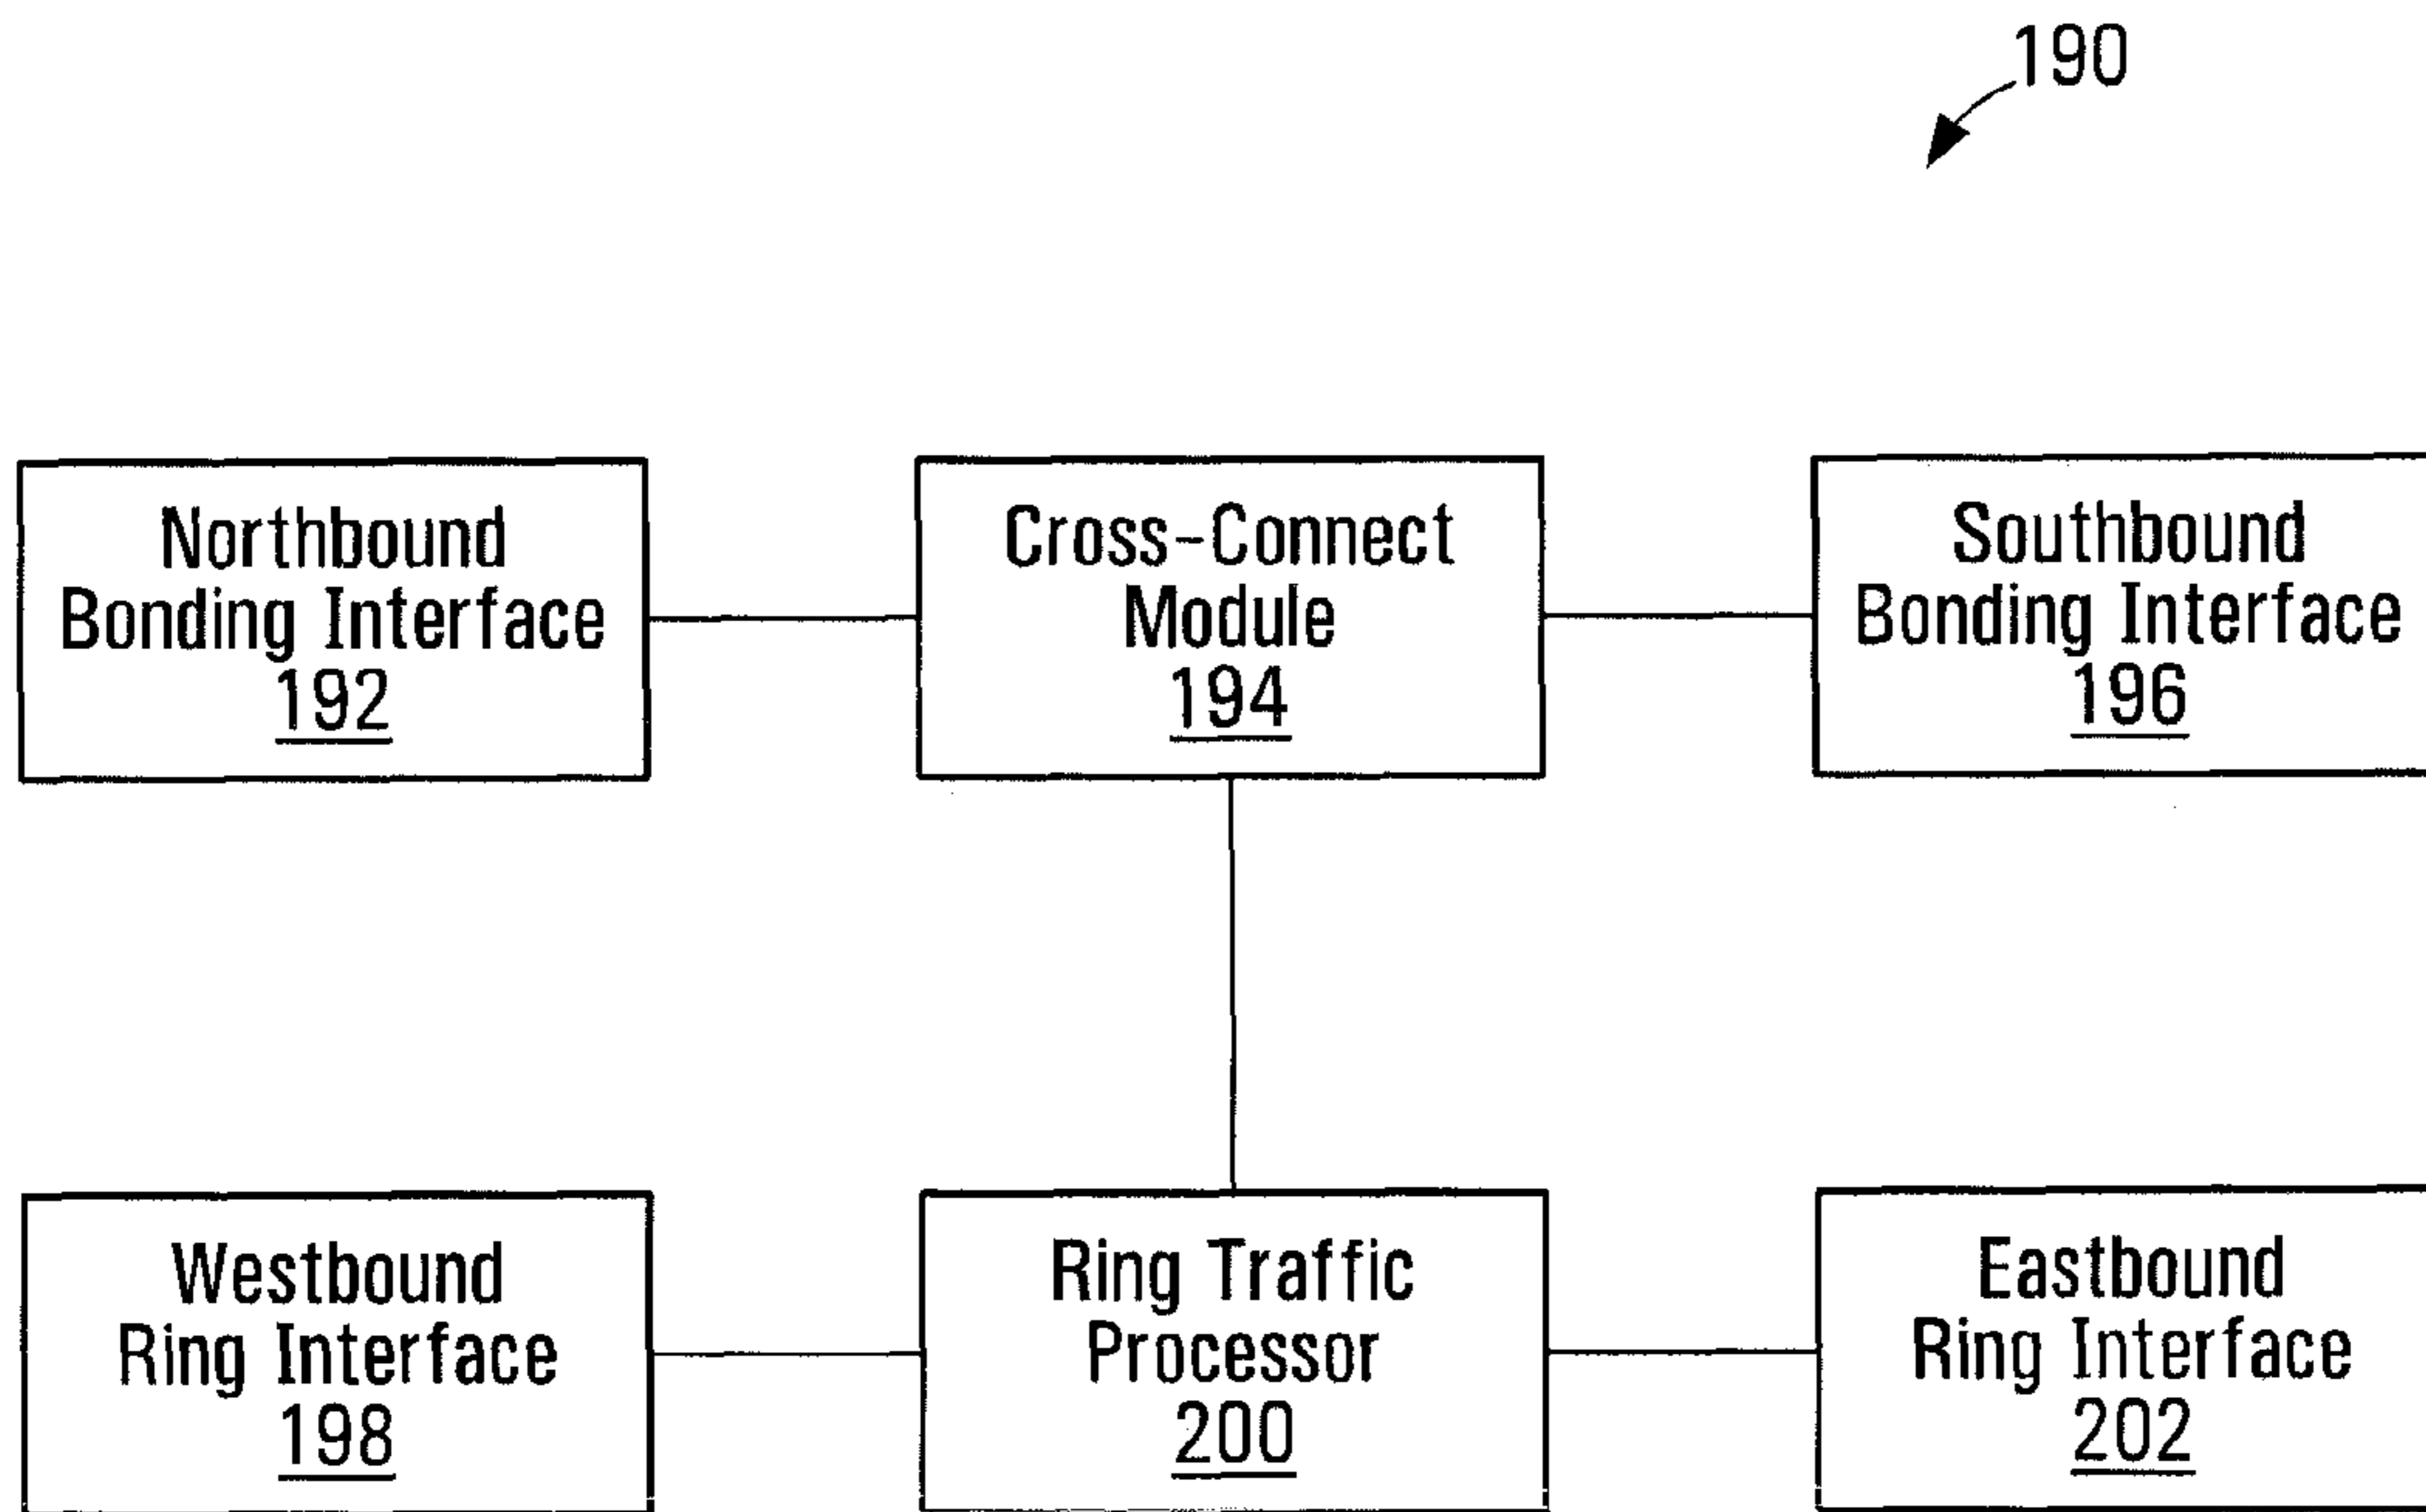 190
Northbound
Bonding Interface
192
Cross-Connect
Module
194
Southbound
Bonding Interface
196
Westbound
Ring Interface
198
Ring Traffic
Processor
200
Eastbound
Ring Interface
202